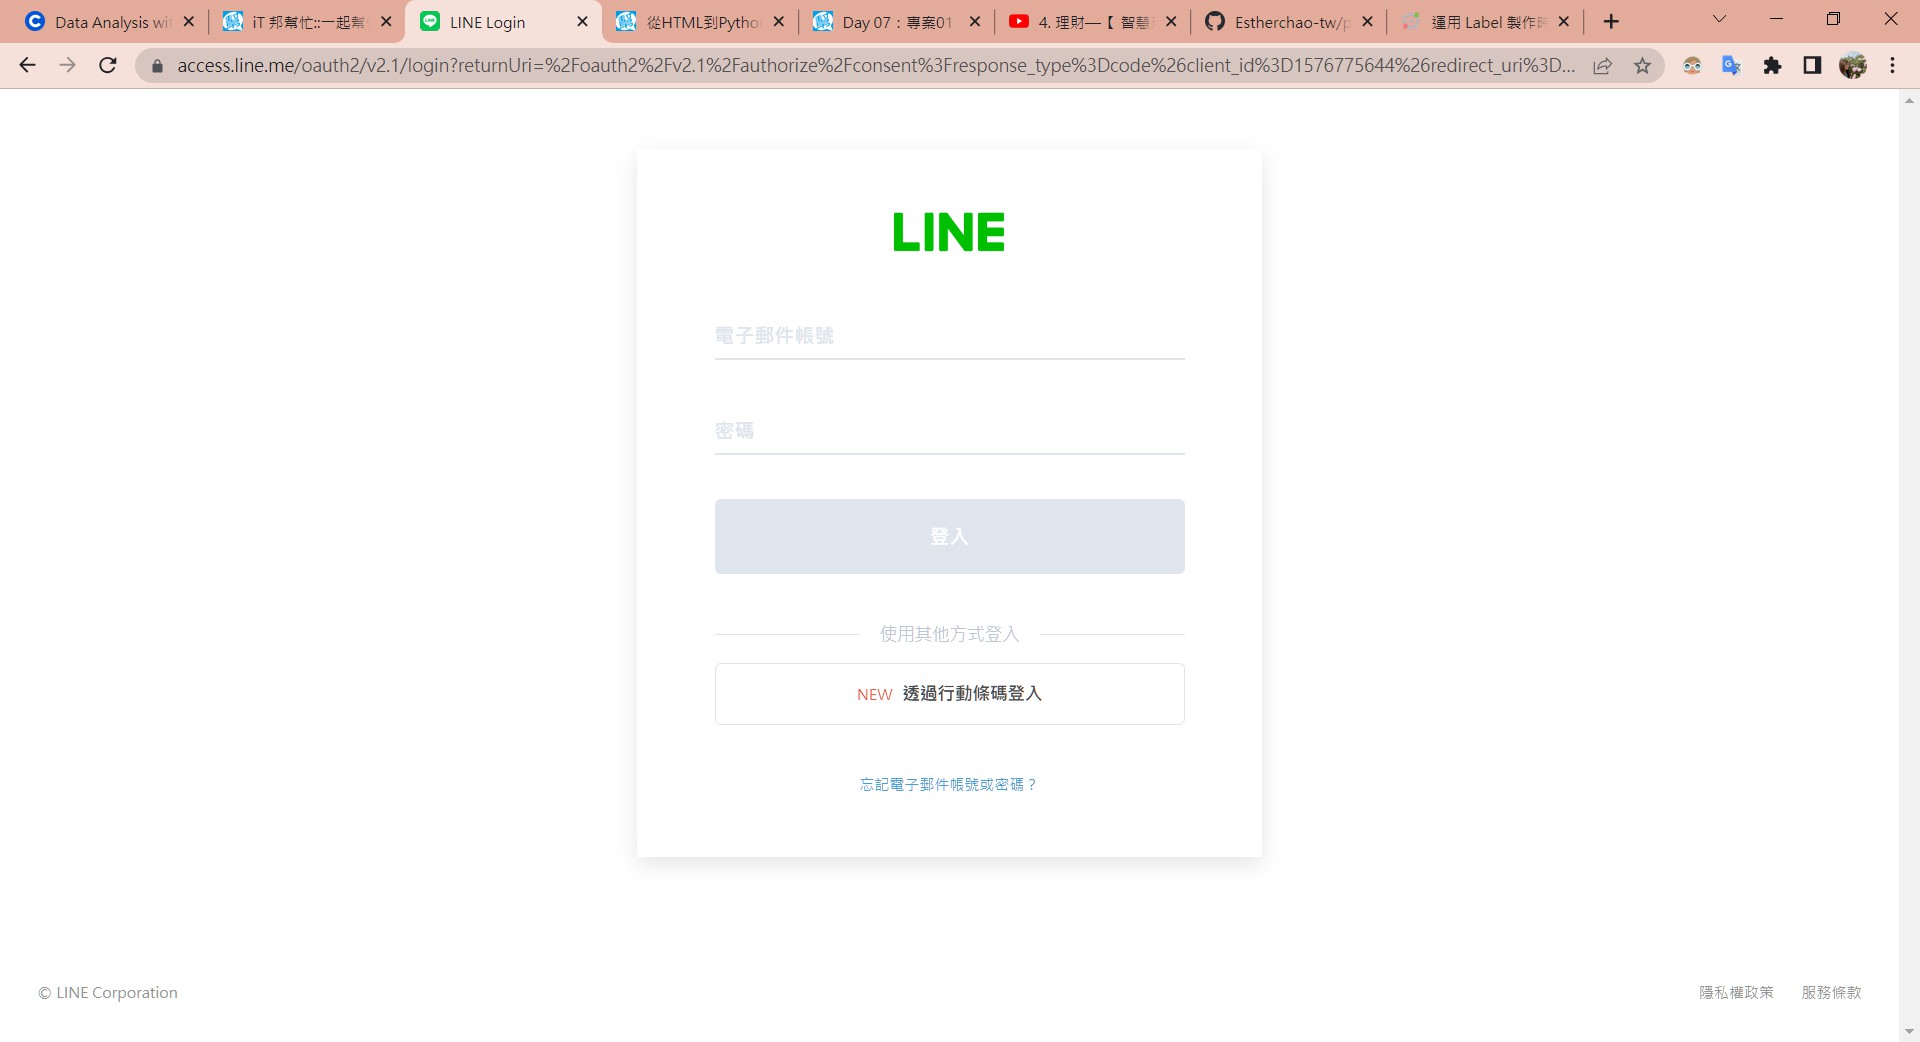 Data Analysis wit
iT 邦幫忙::一起幫
LINE Login
從HTML到Pytho
Day 07：專案01
4. 理財—【 智慧
Estherchao-tw/p
運用 Label 製作時
access.line.me/oauth2/v2.1/login?returnUri=%2Foauth2%2Fv2.1%2Fauthorize%2Fconsent%3Fresponse_type%3Dcode%26client_id%3D1576775644%26redirect_uri%3D...
LINE
電子郵件帳號
密碼
登入
使用其他方式登入
NEW 透過行動條碼登入
忘記電子郵件帳號或密碼？
© LINE Corporation
隱私權政策 服務條款